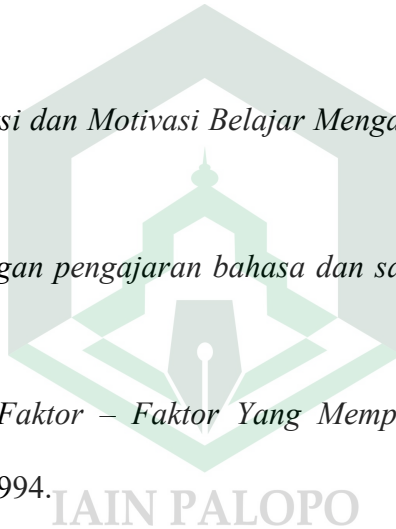 si dan Motivasi Belajar Menga
gan pengajaran bahasa dan sa
Faktor – Faktor Yang Memp
994.
IAIN PALOPO